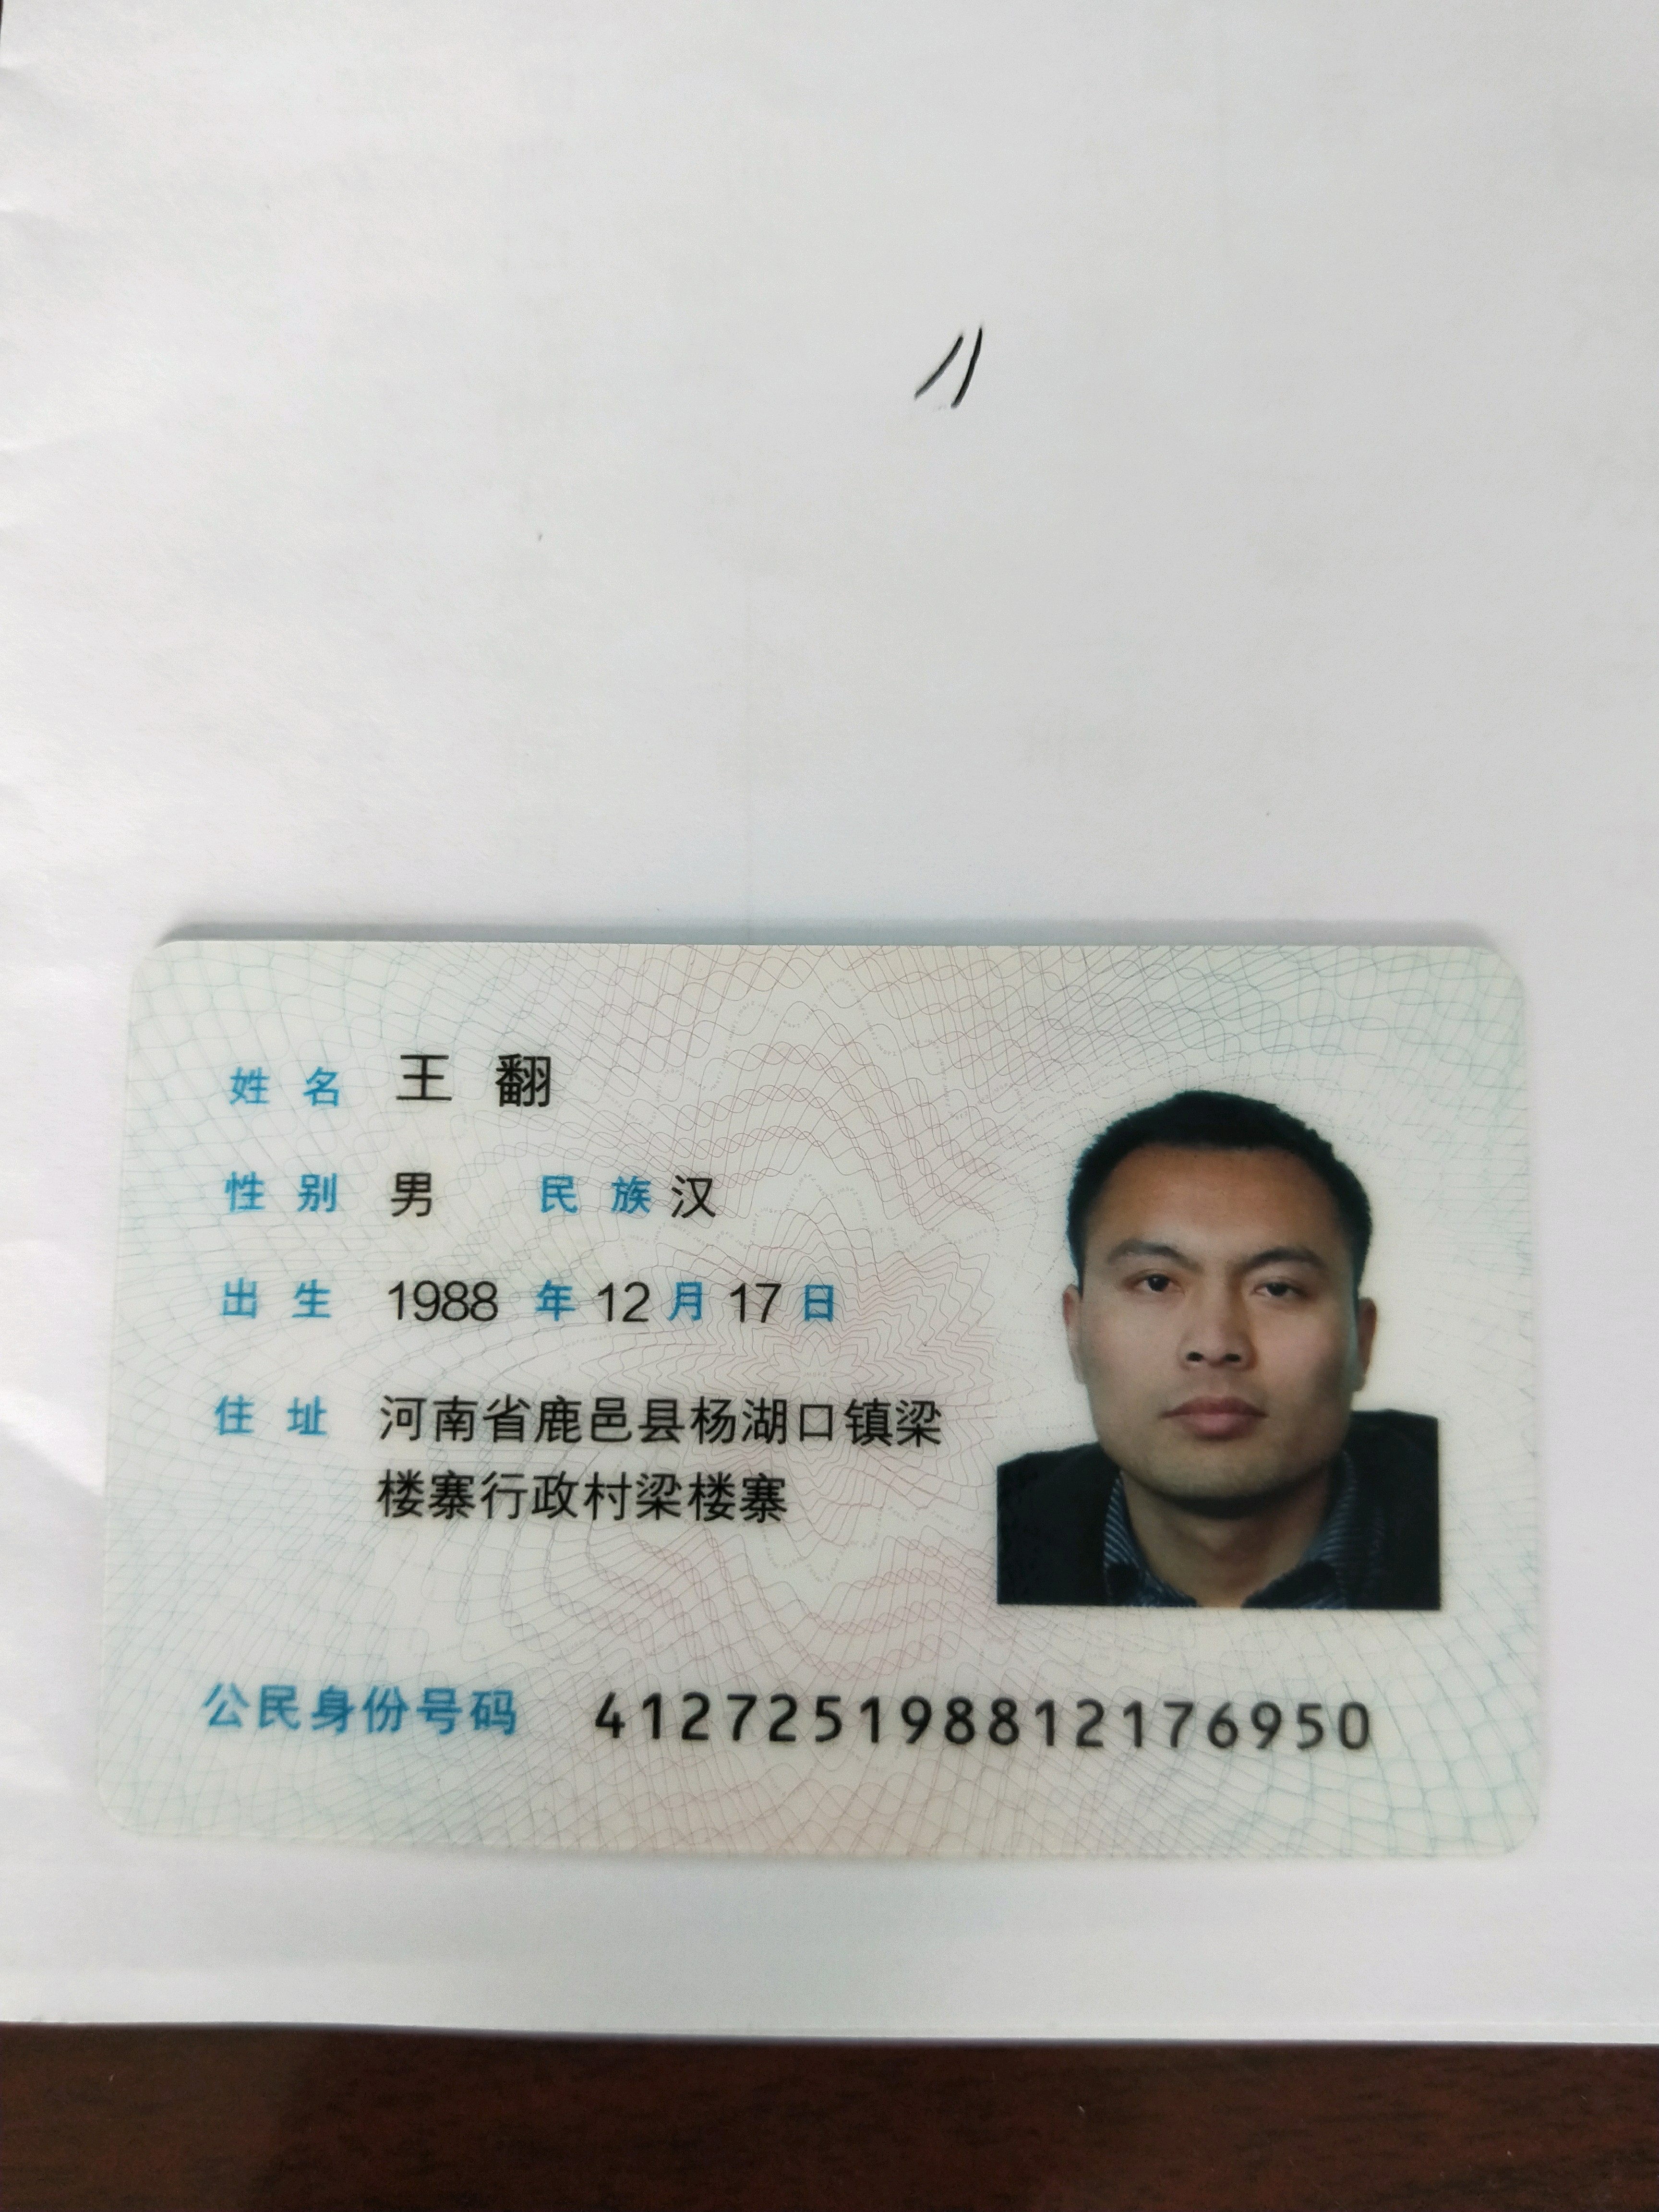 姓名 王翻
性别 男 民族 汉
出生 1988 年 12 月 17 日
住址 河南省鹿邑县杨湖口镇梁
楼寨行政村梁楼寨
公民身份号码 412725198812176950